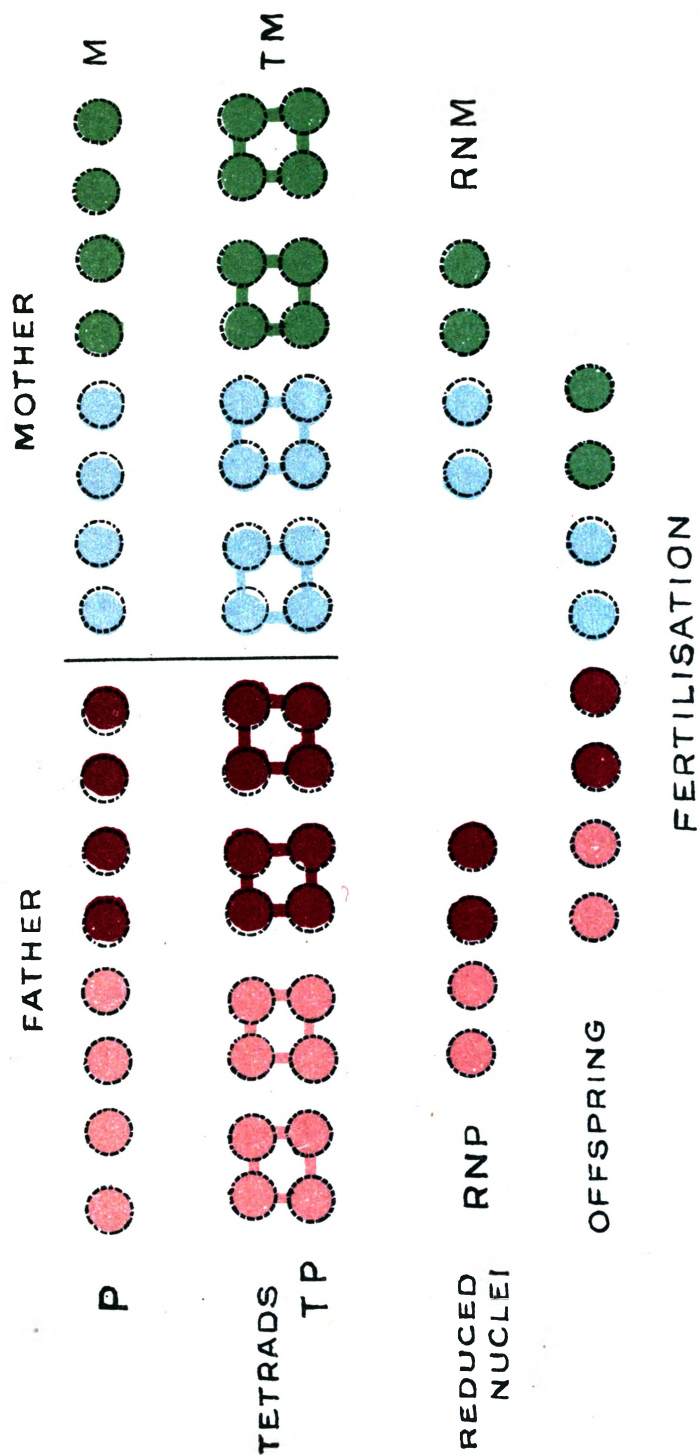 FATHER
MOTHER
P
M
TETRADS
TP
TM
REDUCED
NUCLEI
RNP
RNM
OFFSPRING
FERTILISATION